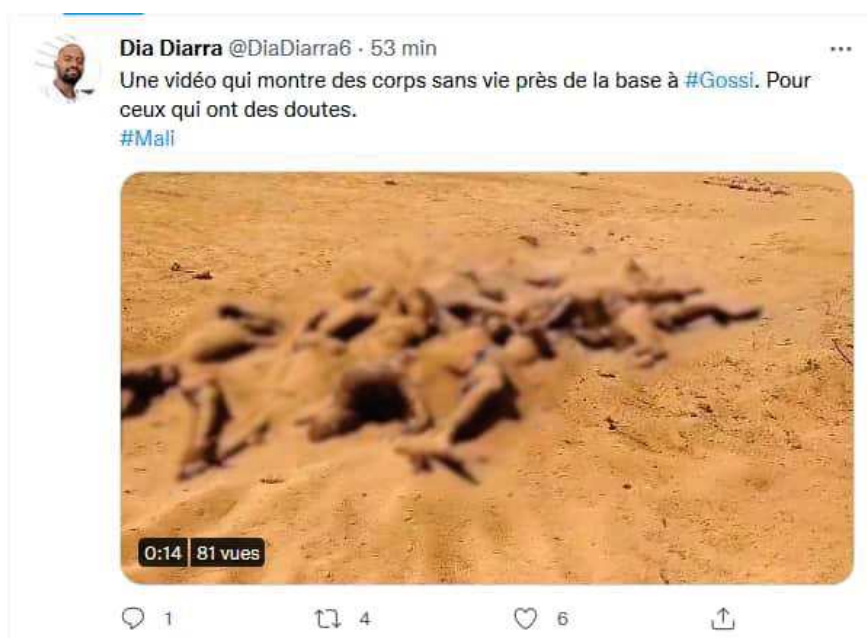 Dia Diarra @DiaDiarra6 · 53 min
Une vidéo qui montre des corps sans vie près de la base à #Gossi. Pour
ceux qui ont des doutes.
#Mali
0:14 81 vues
1 4 6